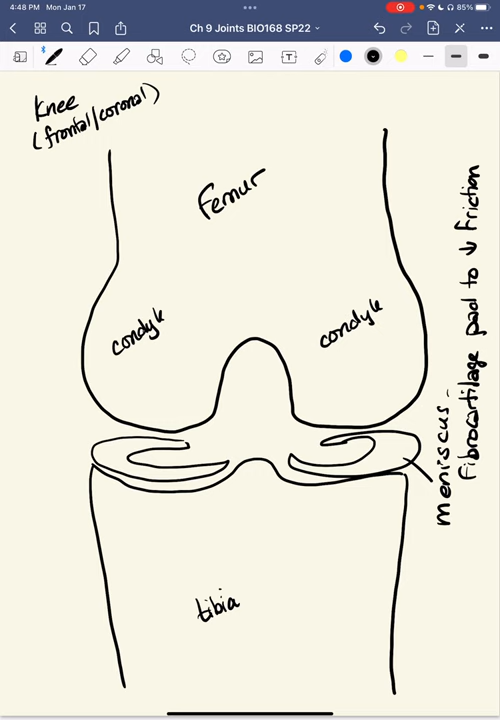 4:48 PM Mon Jan 17
85%
Ch 9 Joints BIO168 SP22
Knee
(frontal/coronal)
Femur
condyle
condyle
meniscus-
Fibrocartilage pad to ↓ friction
tibia